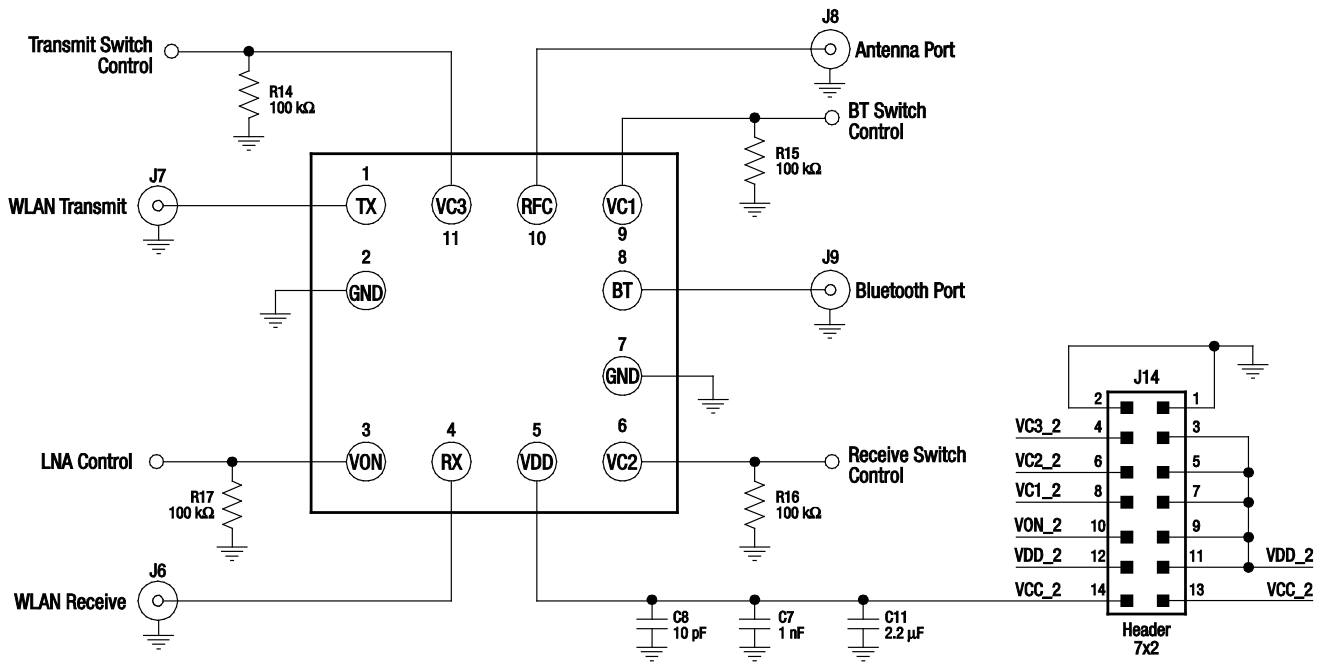 J8
Transmit Switch
Control
Antenna Port
R14
100 kΩ
BT Switch
Control
R15
100 kΩ
J7
1
WLAN Transmit
TX
VC3
RFC
VC1
11
10
9
2
8
J9
GND
BT
Bluetooth Port
7
GND
J14
2
1
VC3_2
4
3
3
4
5
6
LNA Control
VON
RX
VDD
VC2
Receive Switch
Control
VC2_2
6
5
R17
100 kΩ
R16
100 kΩ
VC1_2
8
7
VON_2
10
9
VDD_2
12
11
VDD_2
J6
WLAN Receive
VCC_2
14
13
VCC_2
C8
10 pF
C7
1 nF
C11
2.2 µF
Header
7x2